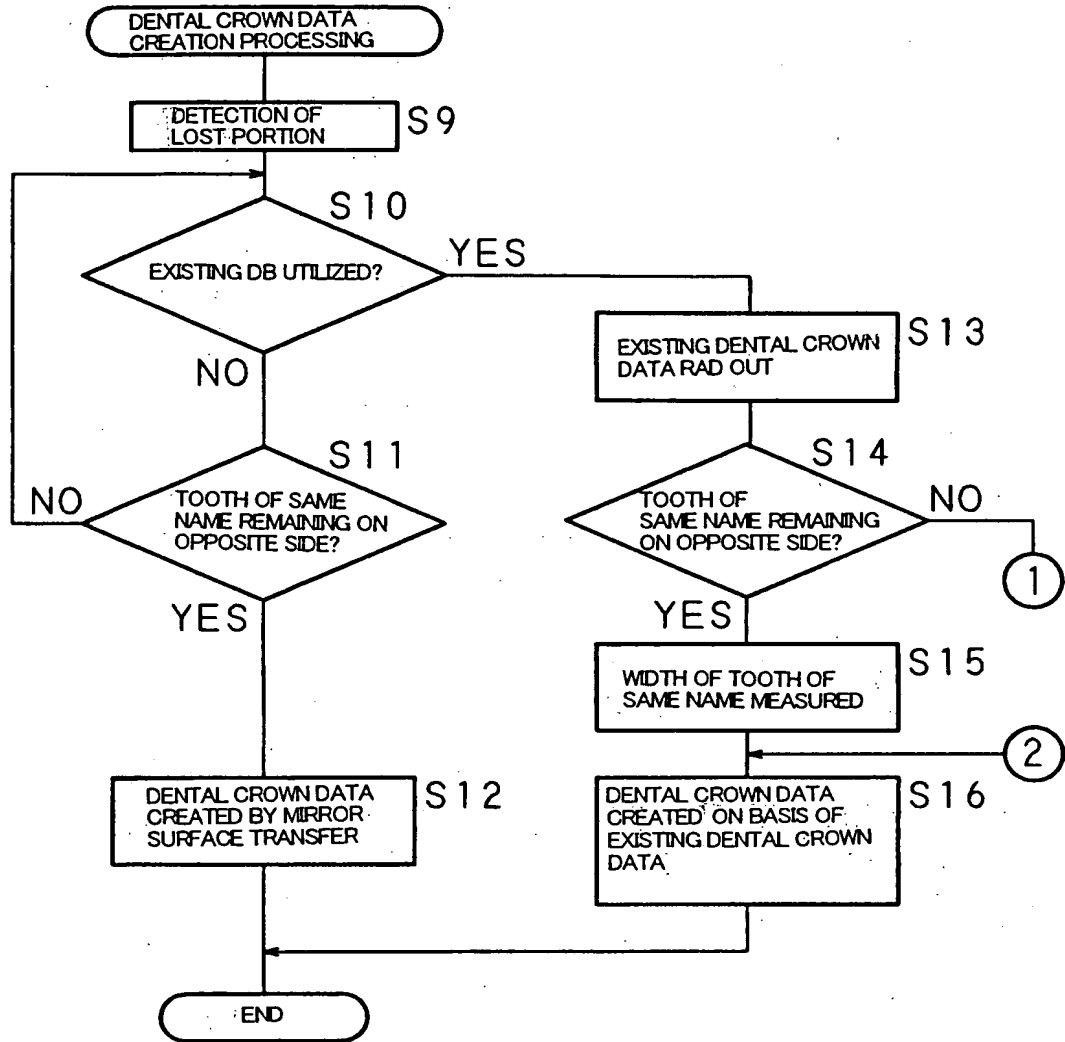 DENTAL CROWN DATA
CREATION PROCESSING
DETECTION OF
LOST PORTION
S9
S10
EXISTING DB UTILIZED?
YES
NO
S13
EXISTING DENTAL CROWN
DATA RAD OUT
S11
TOOTH OF SAME
NAME REMAINING ON
OPPOSITE SIDE?
NO
YES
S14
TOOTH OF
SAME NAME REMAINING
ON OPPOSITE SIDE?
NO
1
YES
S15
WIDTH OF TOOTH OF
SAME NAME MEASURED
2
S12
DENTAL CROWN DATA
CREATED BY MIRROR
SURFACE TRANSFER
S16
DENTAL CROWN DATA
CREATED ON BASIS OF
EXISTING DENTAL CROWN
DATA
END